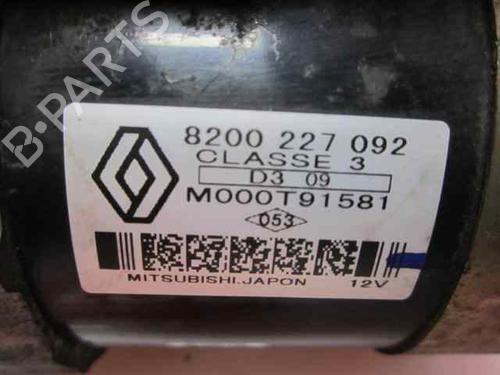 B-PARTS
8200 227 092
CLASSE 3
D3 09
M000T91581
D53
MITSUBISHI.JAPON 12V